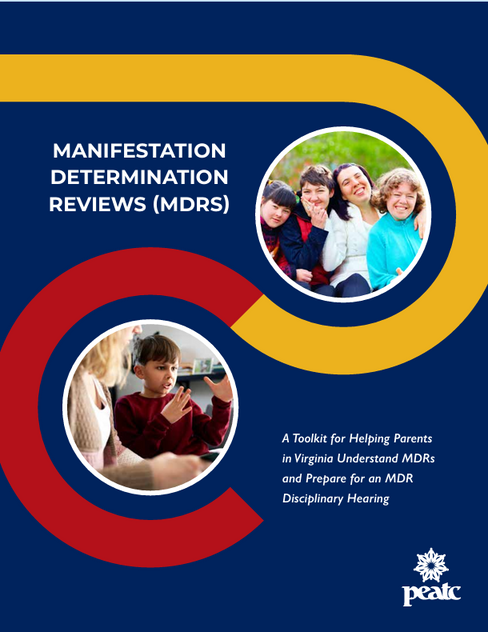 MANIFESTATION
DETERMINATION
REVIEWS (MDRS)
A Toolkit for Helping Parents
in Virginia Understand MDRs
and Prepare for an MDR
Disciplinary Hearing
peatc